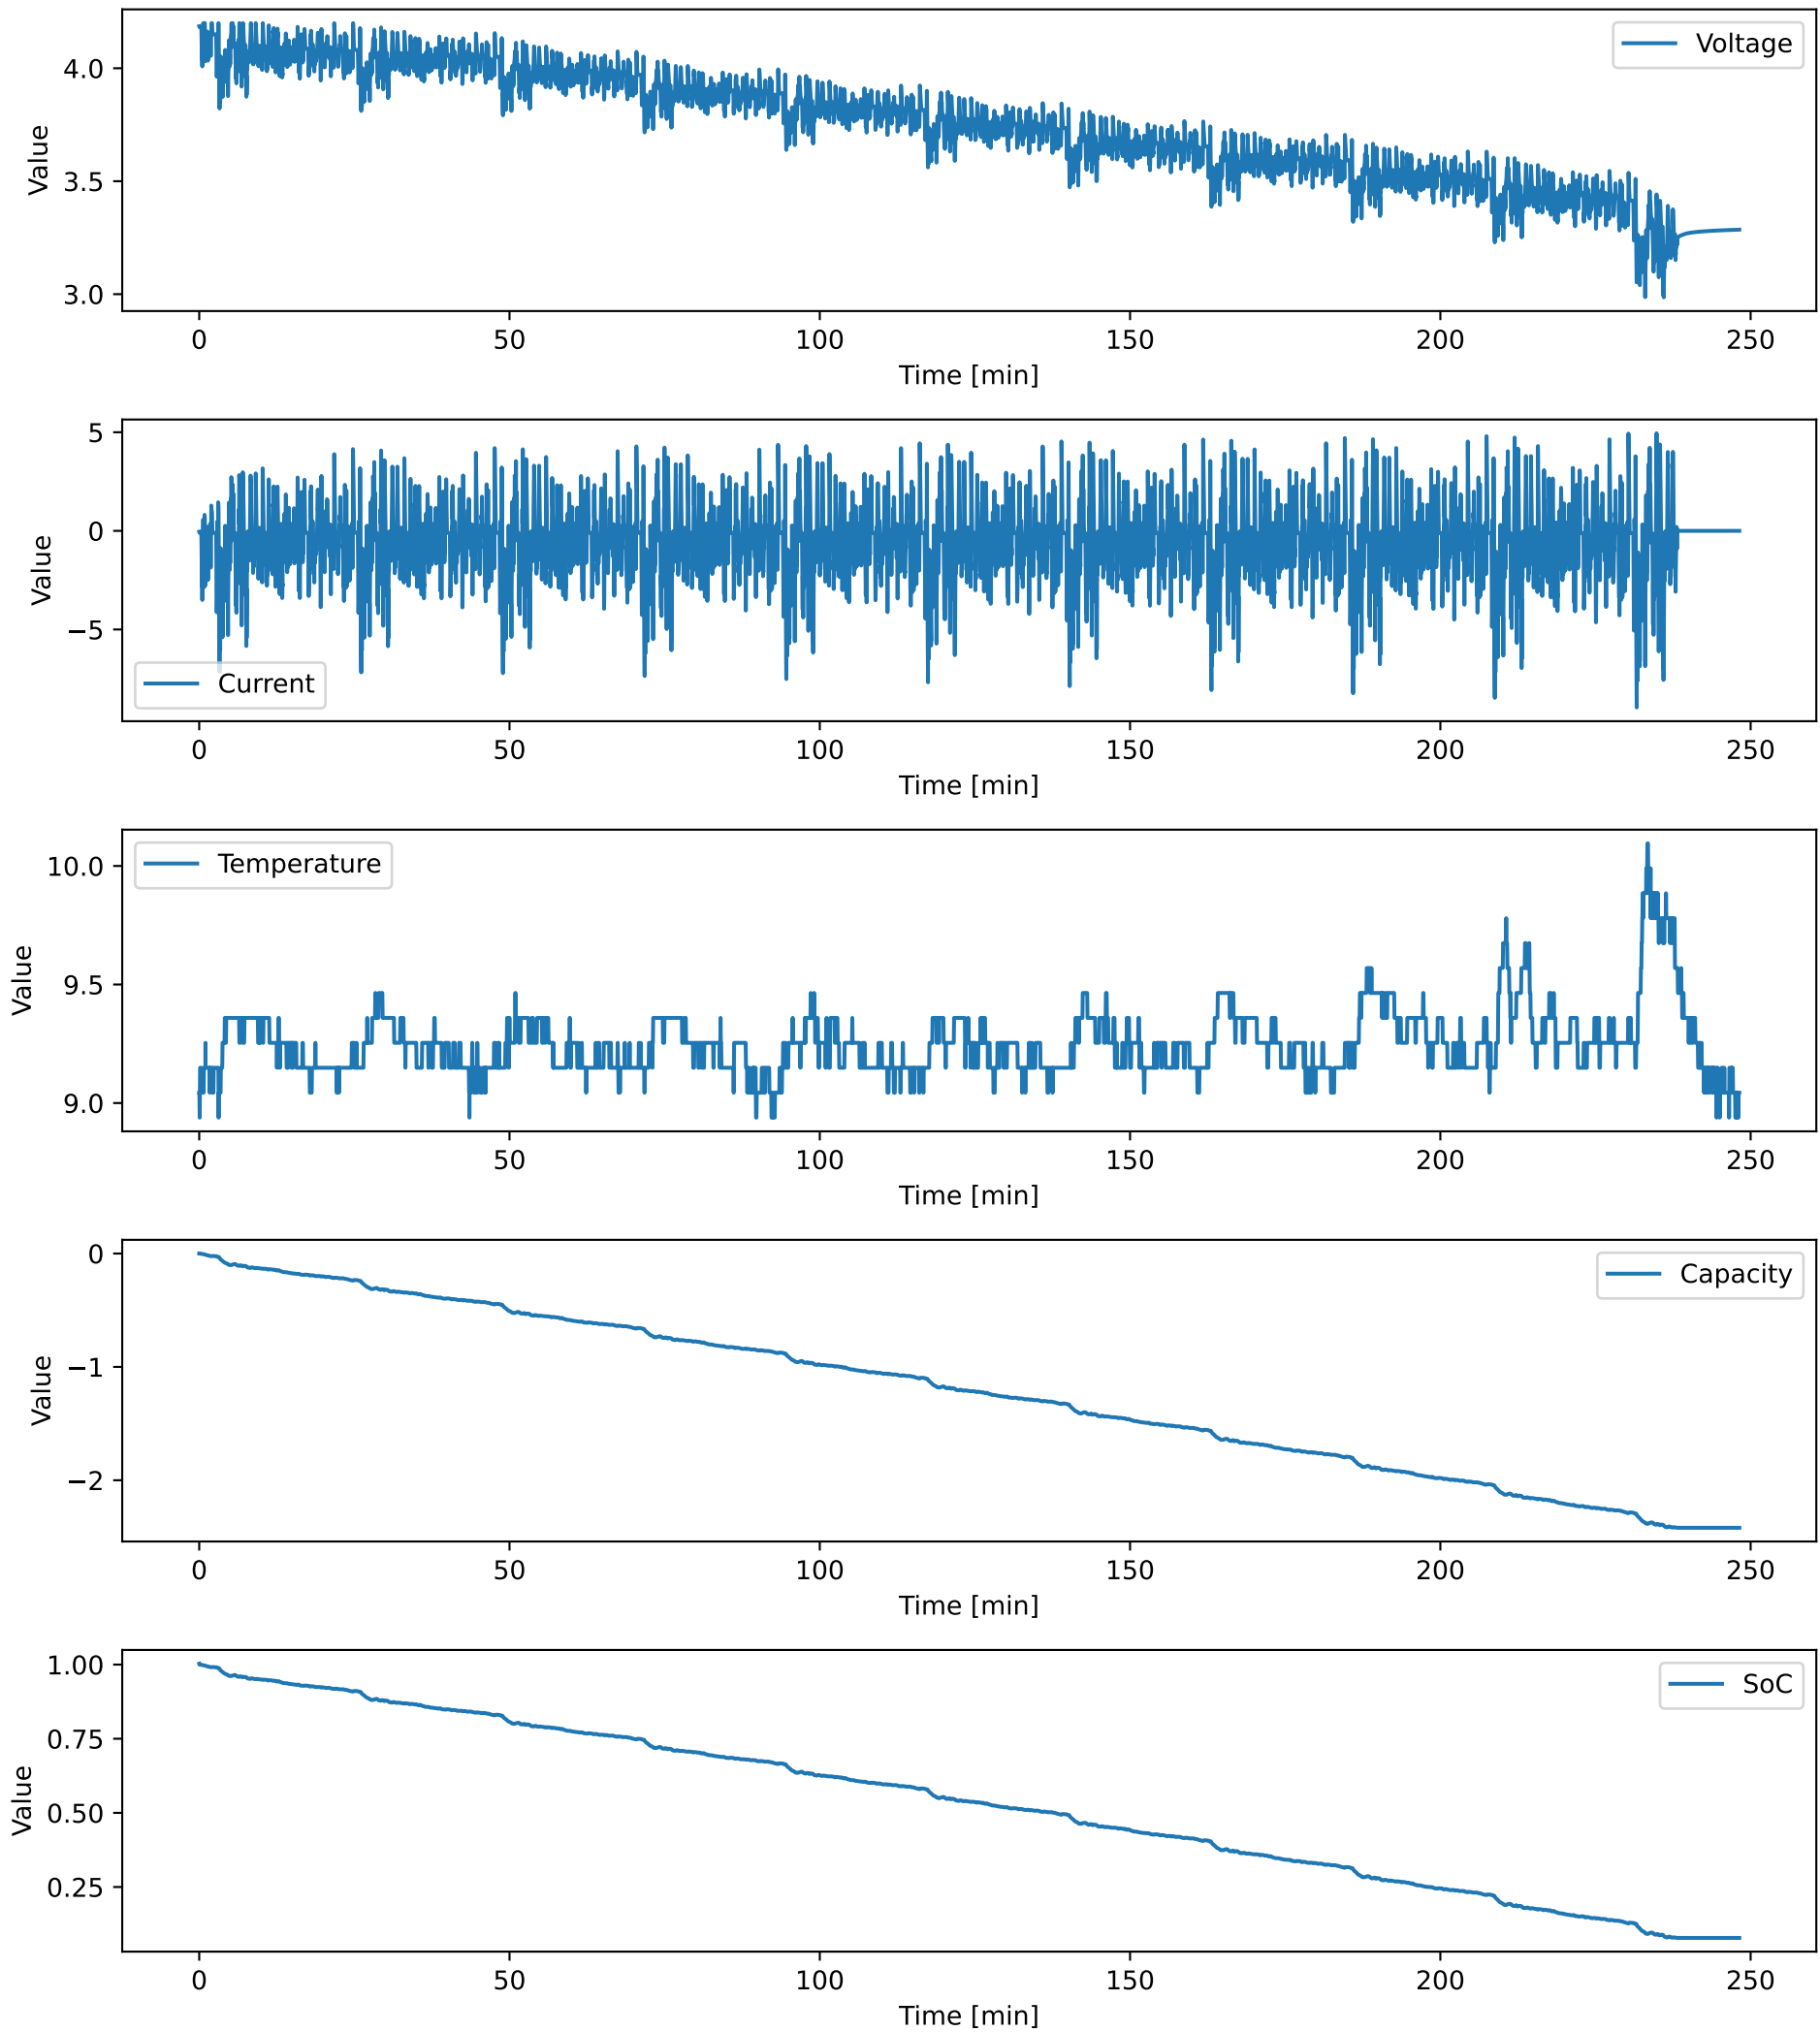 Voltage
4.0
3.5
3.0
Value
0 50 100 150 200 250
Time [min]
5
0
−5
Value
Current
0 50 100 150 200 250
Time [min]
Temperature
10.0
9.5
9.0
Value
0 50 100 150 200 250
Time [min]
Capacity
0
−1
−2
Value
0 50 100 150 200 250
Time [min]
SoC
1.00
0.75
0.50
0.25
Value
0 50 100 150 200 250
Time [min]